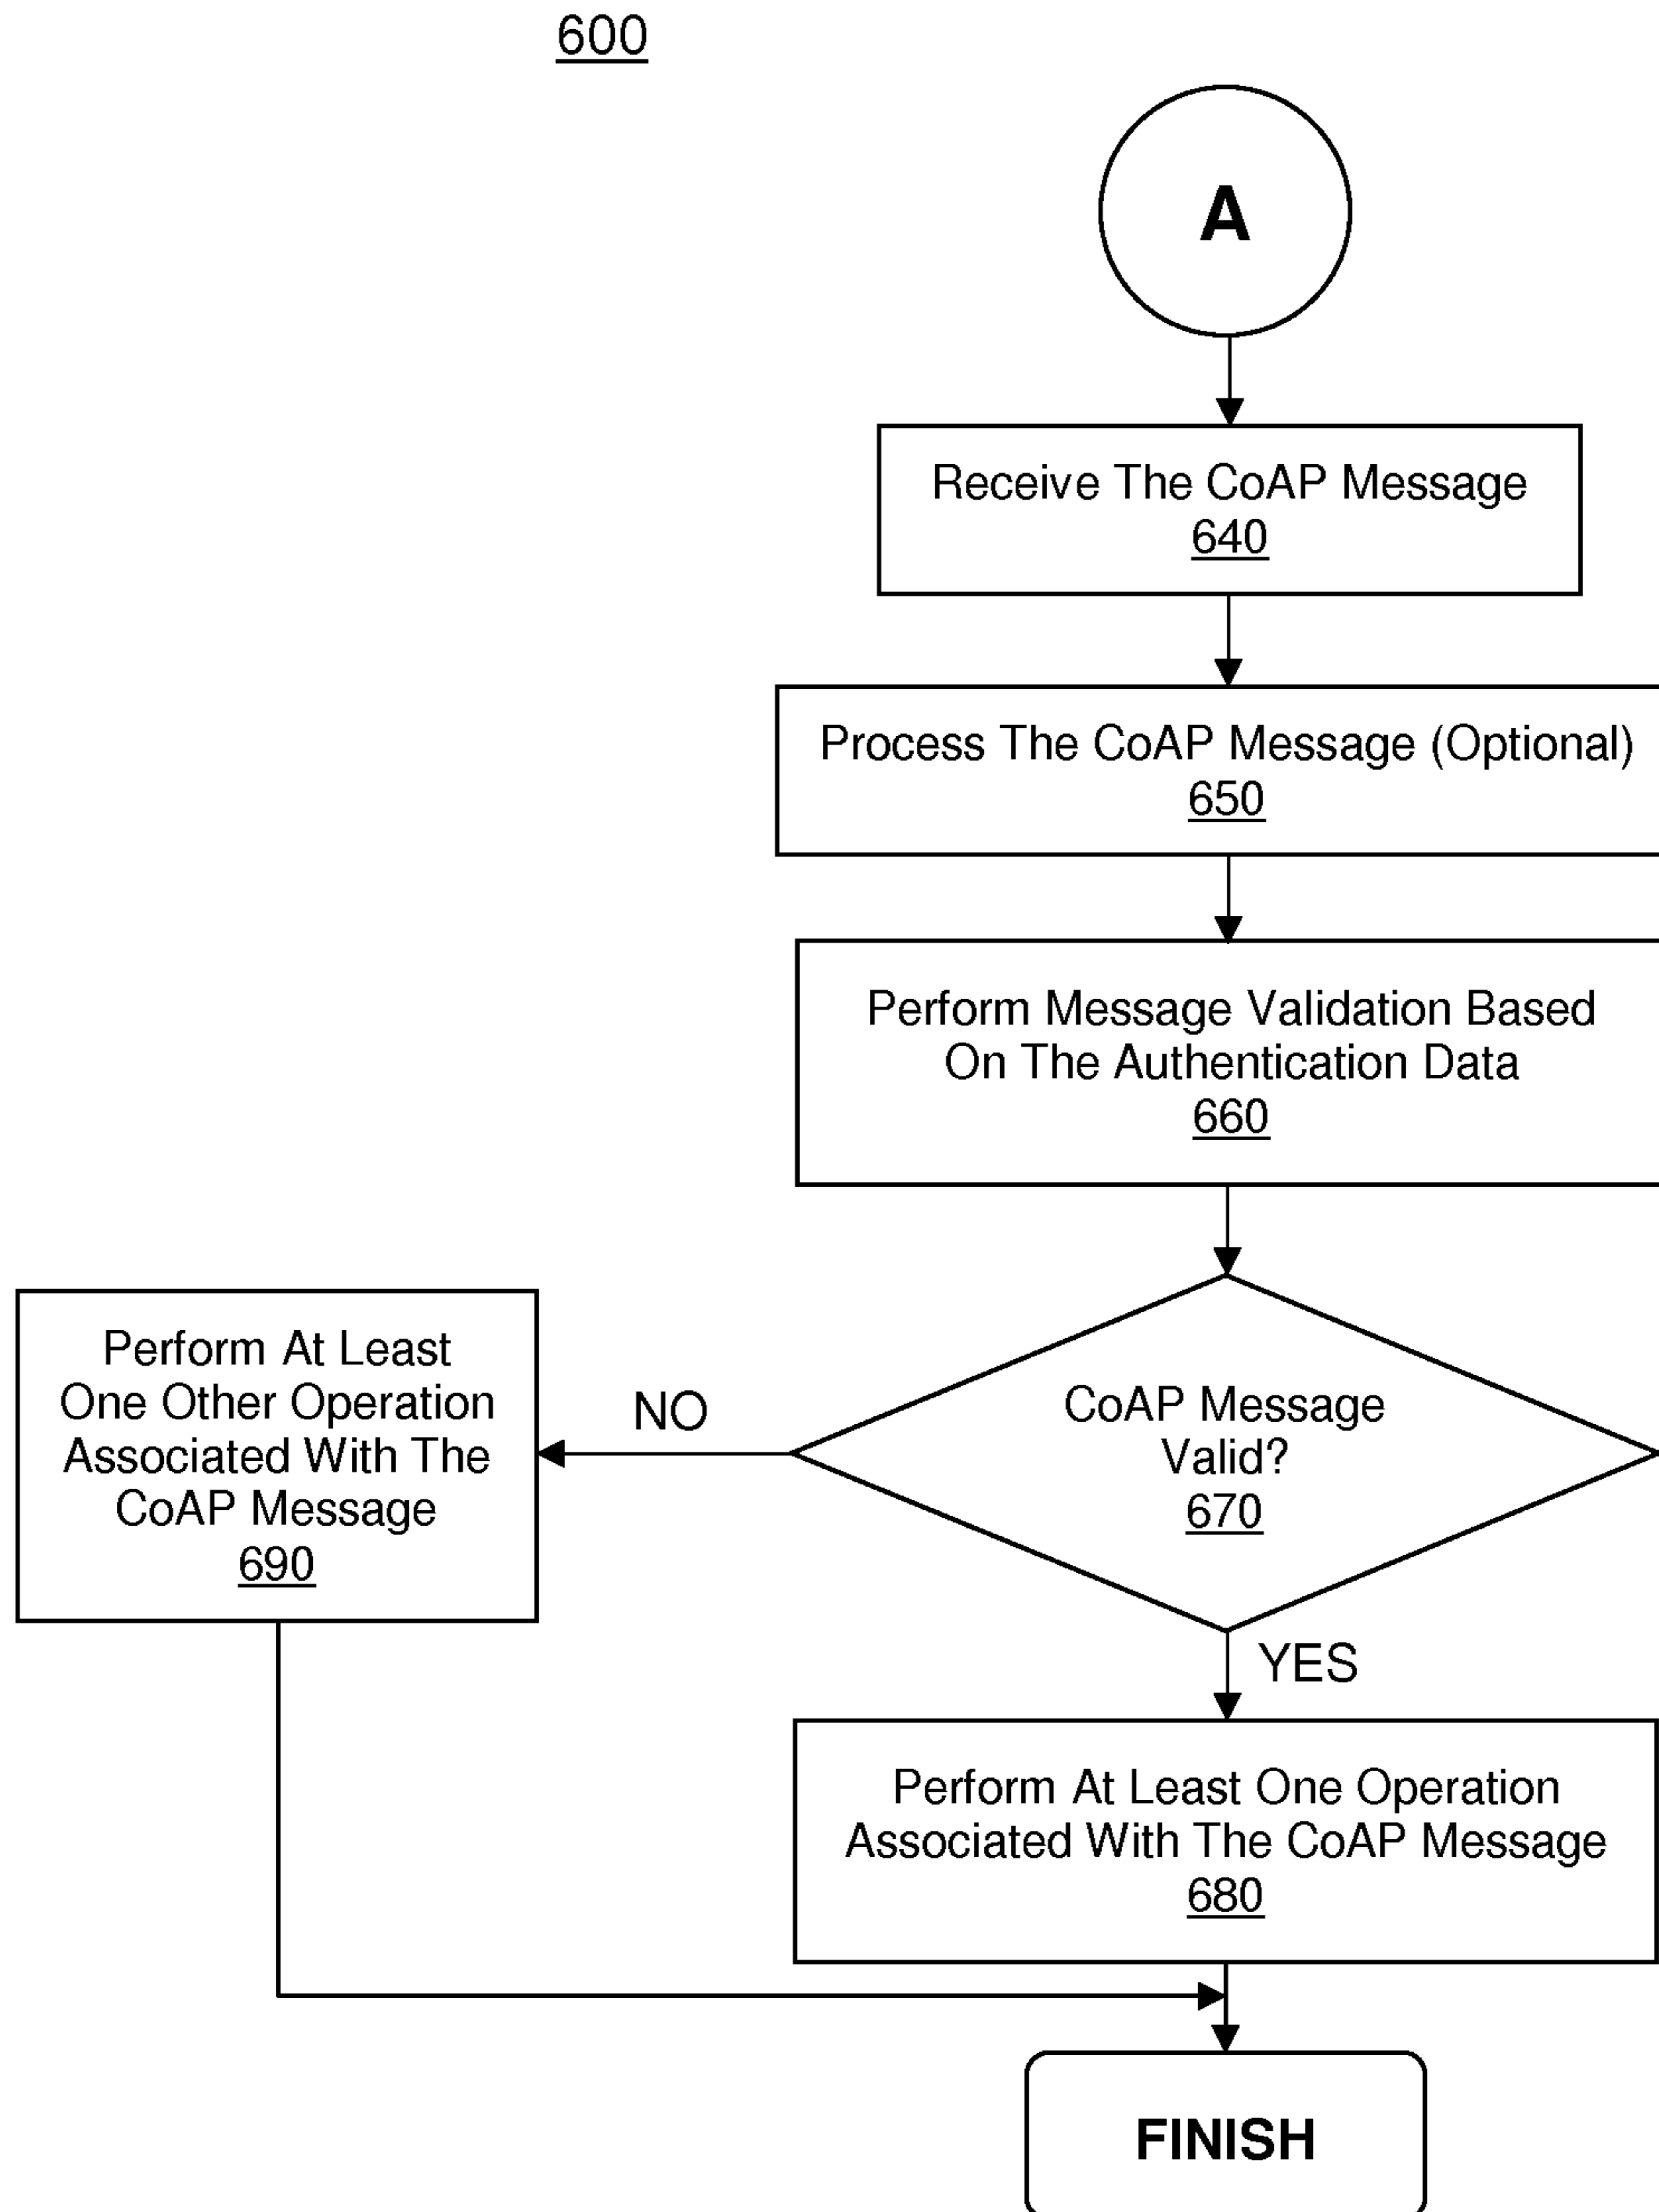 600
A
Receive The CoAP Message
640
Process The CoAP Message (Optional)
650
Perform Message Validation Based
On The Authentication Data
660
CoAP Message
Valid?
670
NO
Perform At Least
One Other Operation
Associated With The
CoAP Message
690
YES
Perform At Least One Operation
Associated With The CoAP Message
680
FINISH